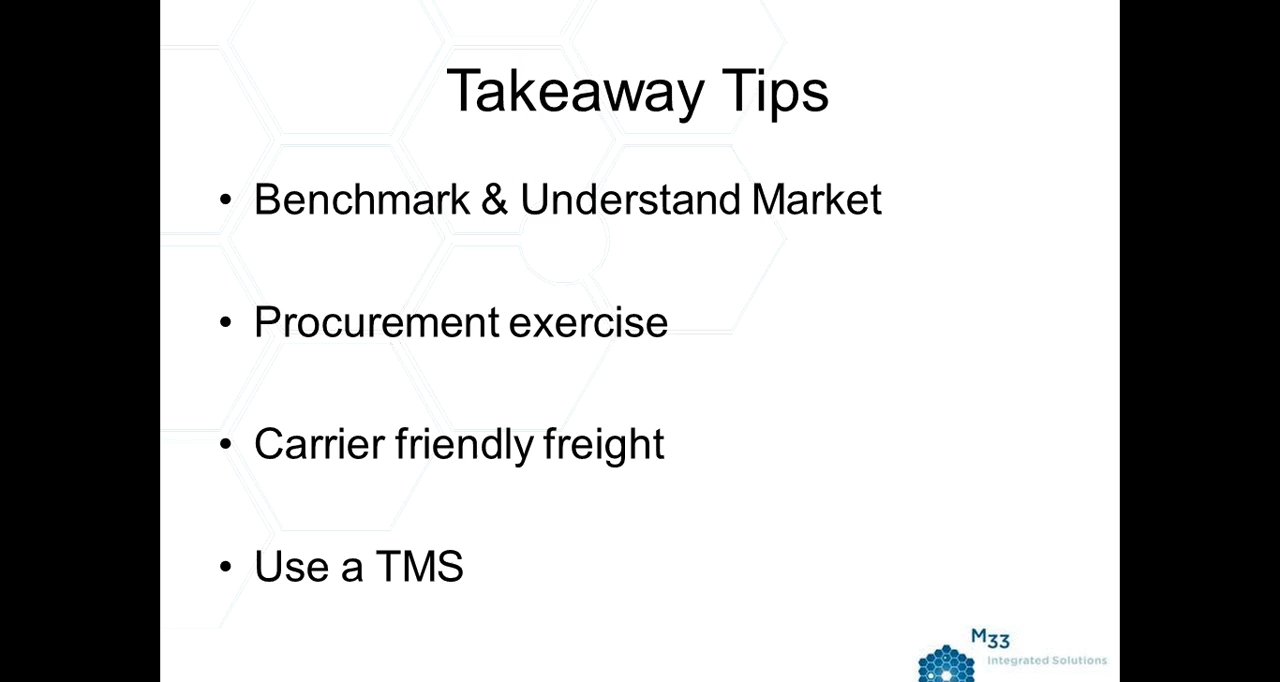 Takeaway Tips
• Benchmark & Understand Market
• Procurement exercise
• Carrier friendly freight
• Use a TMS
M33
Integrated Solutions